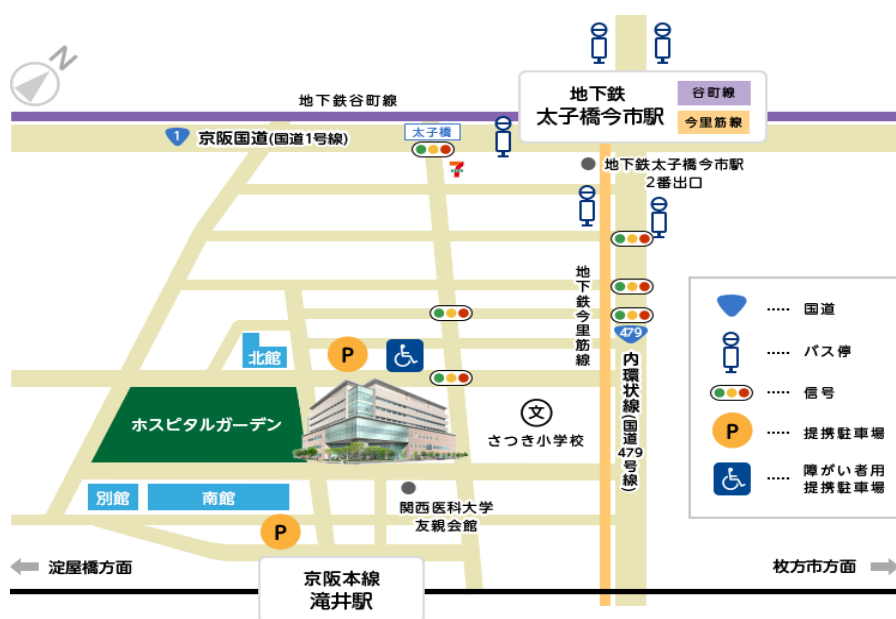 N
地下鉄
太子橋今市駅
谷町線
今里筋線
地下鉄谷町線
1
京阪国道(国道1号線)
太子橋
7
地下鉄太子橋今市駅
2番出口
地下鉄今里筋線
479
内環状線(国道479号線)
国道
バス停
信号
P
提携駐車場
障がい者用
提携駐車場
北館
P
ホスピタルガーデン
文
さつき小学校
別館
南館
関西医科大学
友親会館
P
淀屋橋方面
京阪本線
滝井駅
枚方市方面